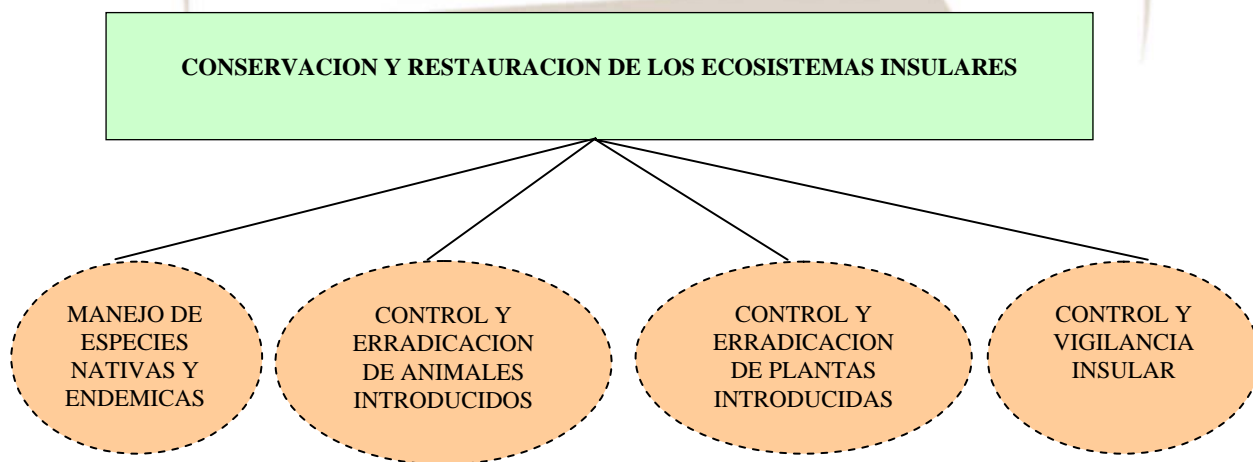 CONSERVACION Y RESTAURACION DE LOS ECOSISTEMAS INSULARES
MANEJO DE
ESPECIES
NATIVAS Y
ENDEMICAS
CONTROL Y
ERRADICACION
DE ANIMALES
INTRODUCIDOS
CONTROL Y
ERRADICACION
DE PLANTAS
INTRODUCIDAS
CONTROL Y
VIGILANCIA
INSULAR